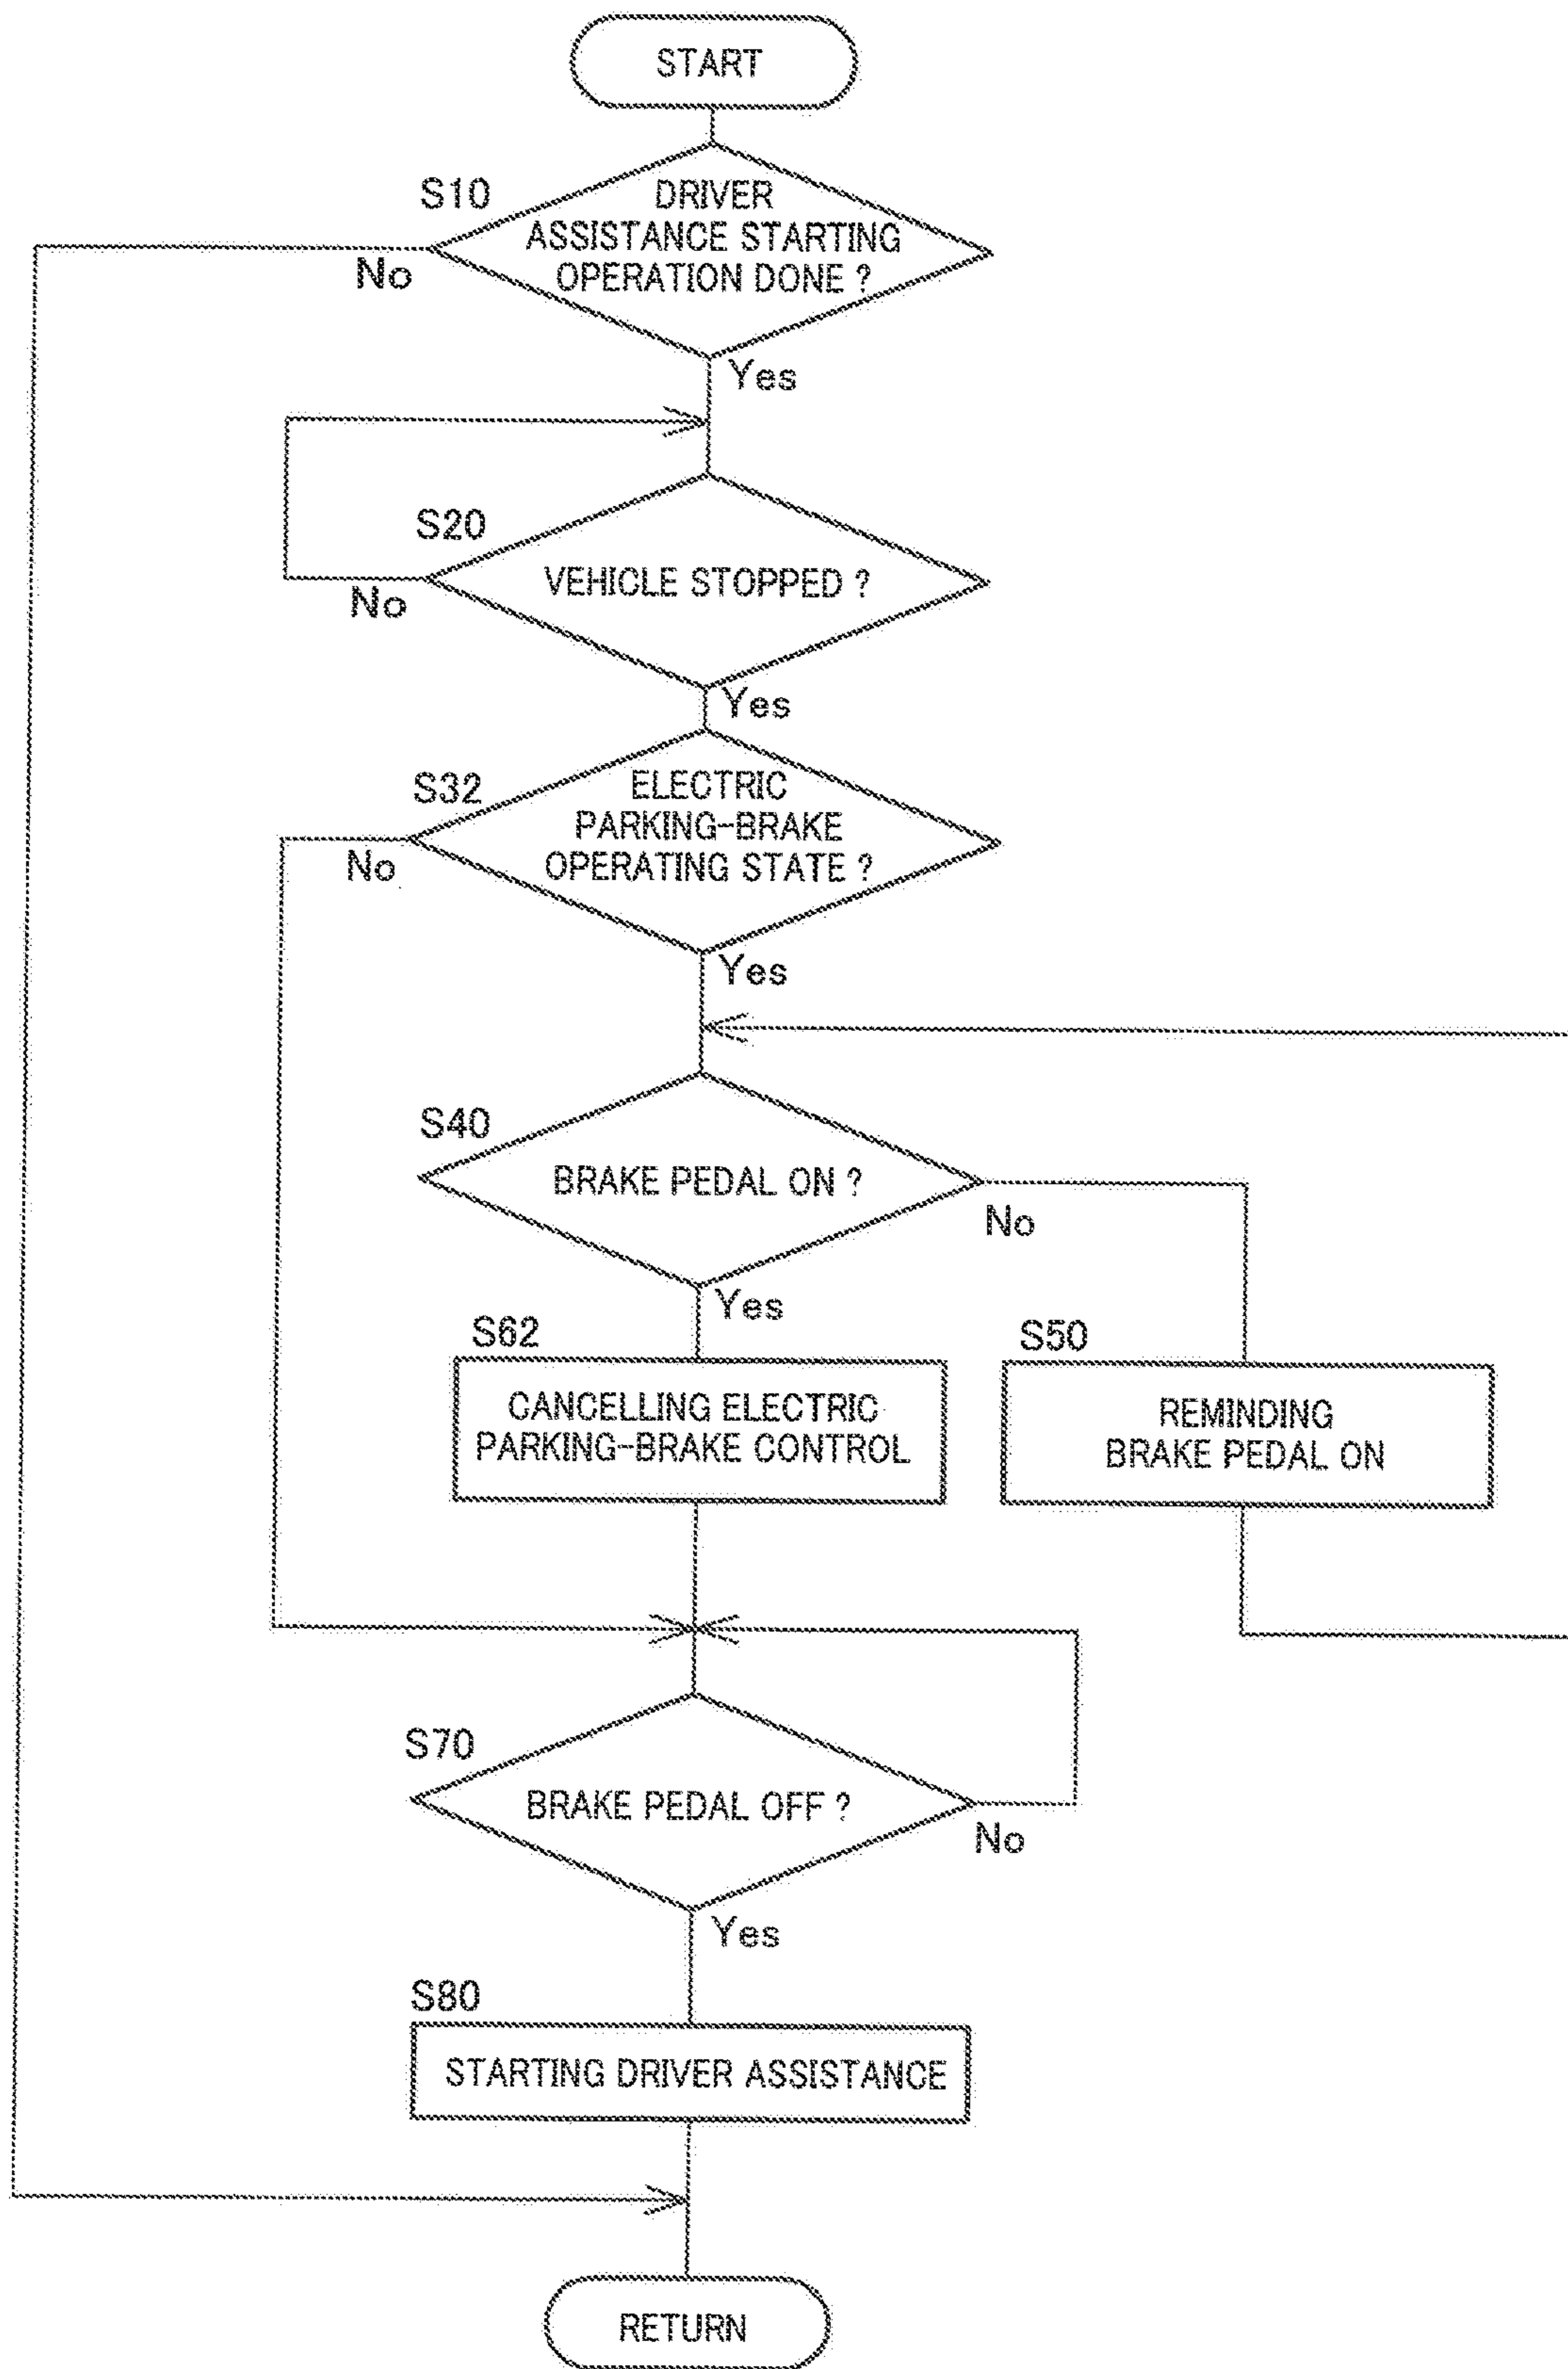 START
S10
DRIVER
ASSISTANCE STARTING
OPERATION DONE ?
No
Yes
S20
VEHICLE STOPPED ?
No
Yes
S32
ELECTRIC
PARKING-BRAKE
OPERATING STATE ?
No
Yes
S40
BRAKE PEDAL ON ?
No
Yes
S62
CANCELLING ELECTRIC
PARKING-BRAKE CONTROL
S50
REMINDING
BRAKE PEDAL ON
S70
BRAKE PEDAL OFF ?
No
Yes
S80
STARTING DRIVER ASSISTANCE
RETURN